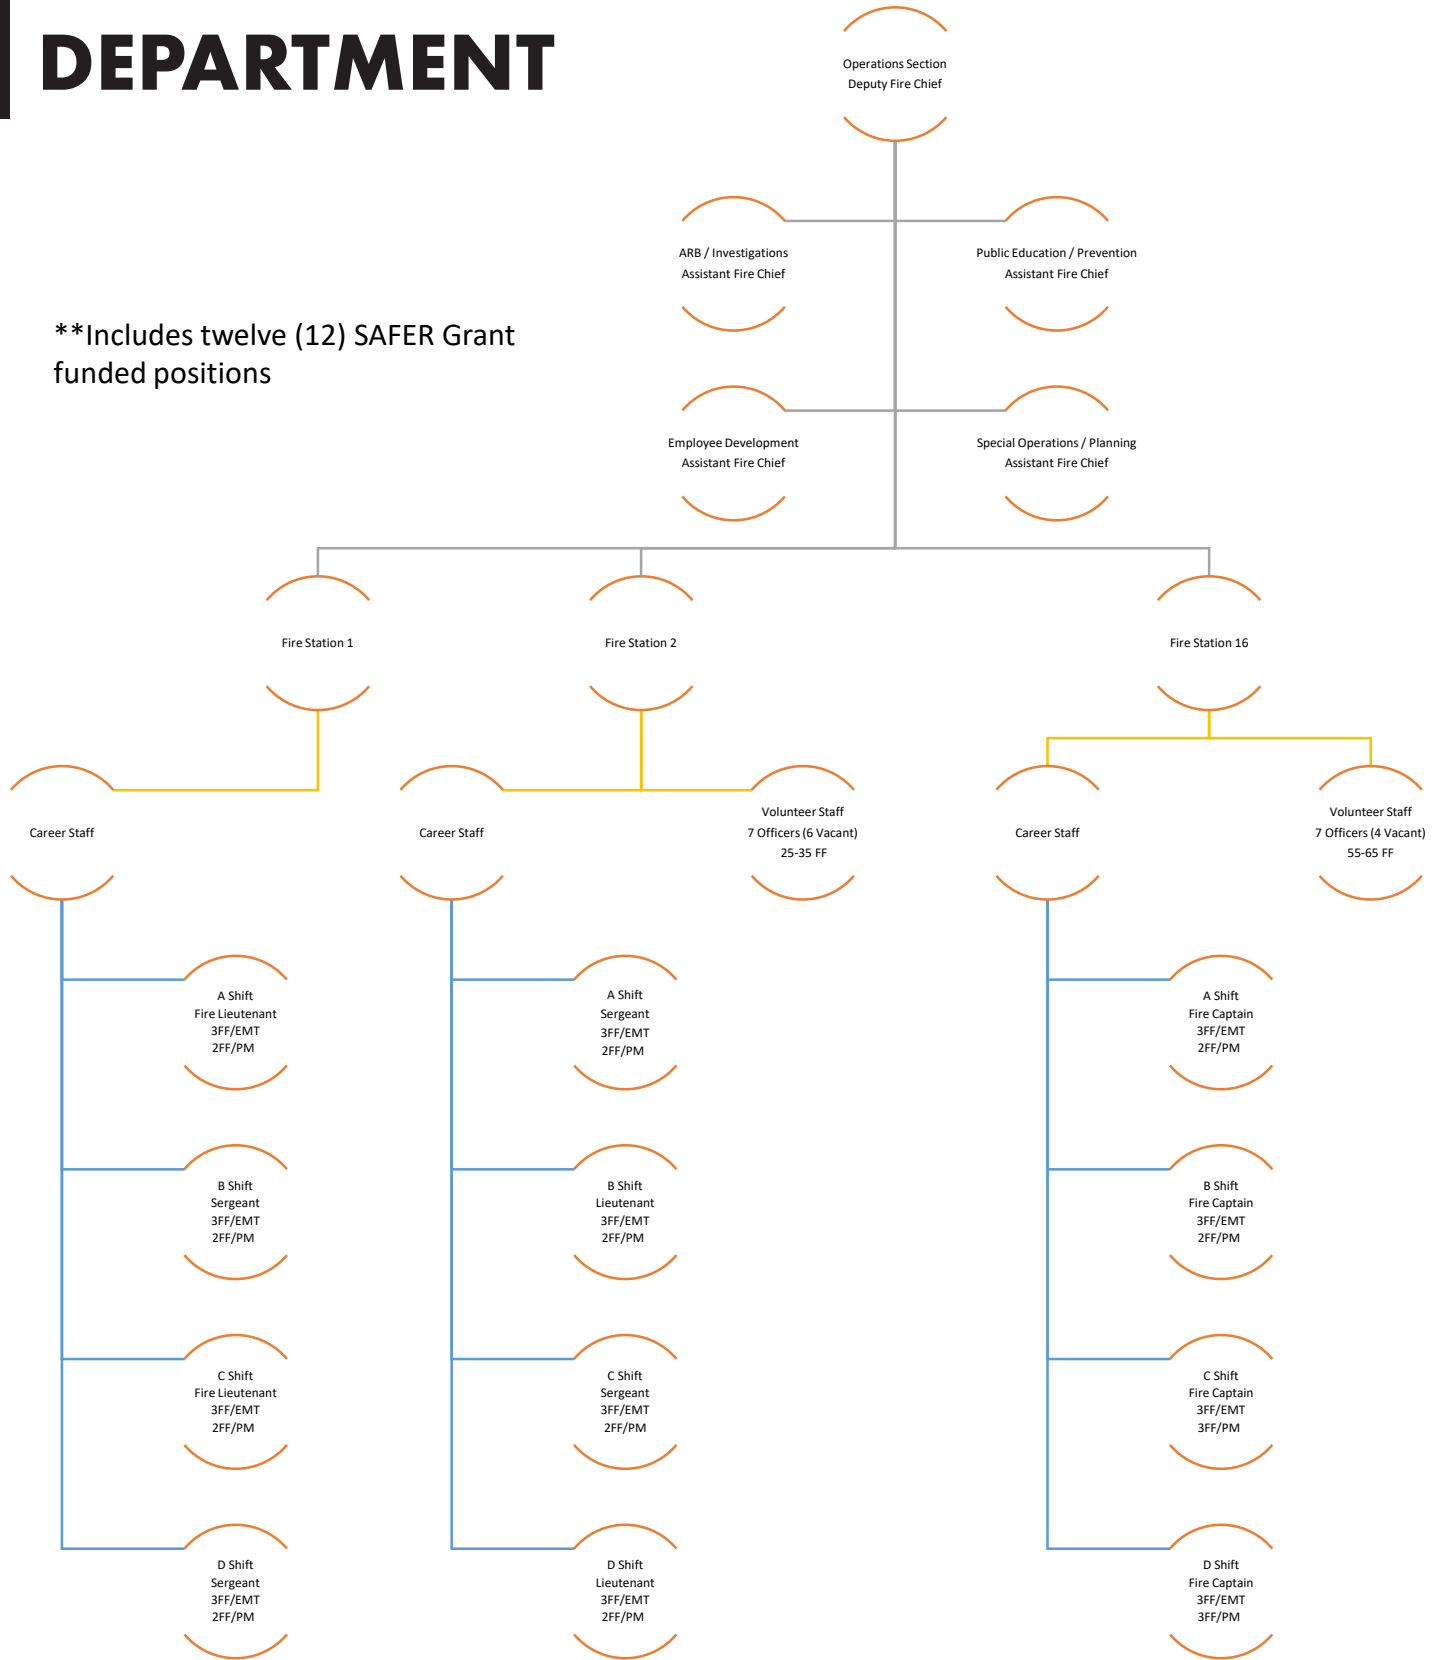 DEPARTMENT
Operations Section
Deputy Fire Chief
ARB / Investigations
Assistant Fire Chief
Public Education / Prevention
Assistant Fire Chief
**Includes twelve (12) SAFER Grant
funded positions
Employee Development
Assistant Fire Chief
Special Operations / Planning
Assistant Fire Chief
Fire Station 1
Fire Station 2
Fire Station 16
Career Staff
Career Staff
Volunteer Staff
7 Officers (6 Vacant)
25-35 FF
Career Staff
Volunteer Staff
7 Officers (4 Vacant)
55-65 FF
A Shift
Fire Lieutenant
3FF/EMT
2FF/PM
A Shift
Sergeant
3FF/EMT
2FF/PM
A Shift
Fire Captain
3FF/EMT
2FF/PM
B Shift
Sergeant
3FF/EMT
2FF/PM
B Shift
Lieutenant
3FF/EMT
2FF/PM
B Shift
Fire Captain
3FF/EMT
2FF/PM
C Shift
Fire Lieutenant
3FF/EMT
2FF/PM
C Shift
Sergeant
3FF/EMT
2FF/PM
C Shift
Fire Captain
3FF/EMT
3FF/PM
D Shift
Sergeant
3FF/EMT
2FF/PM
D Shift
Lieutenant
3FF/EMT
2FF/PM
D Shift
Fire Captain
3FF/EMT
3FF/PM